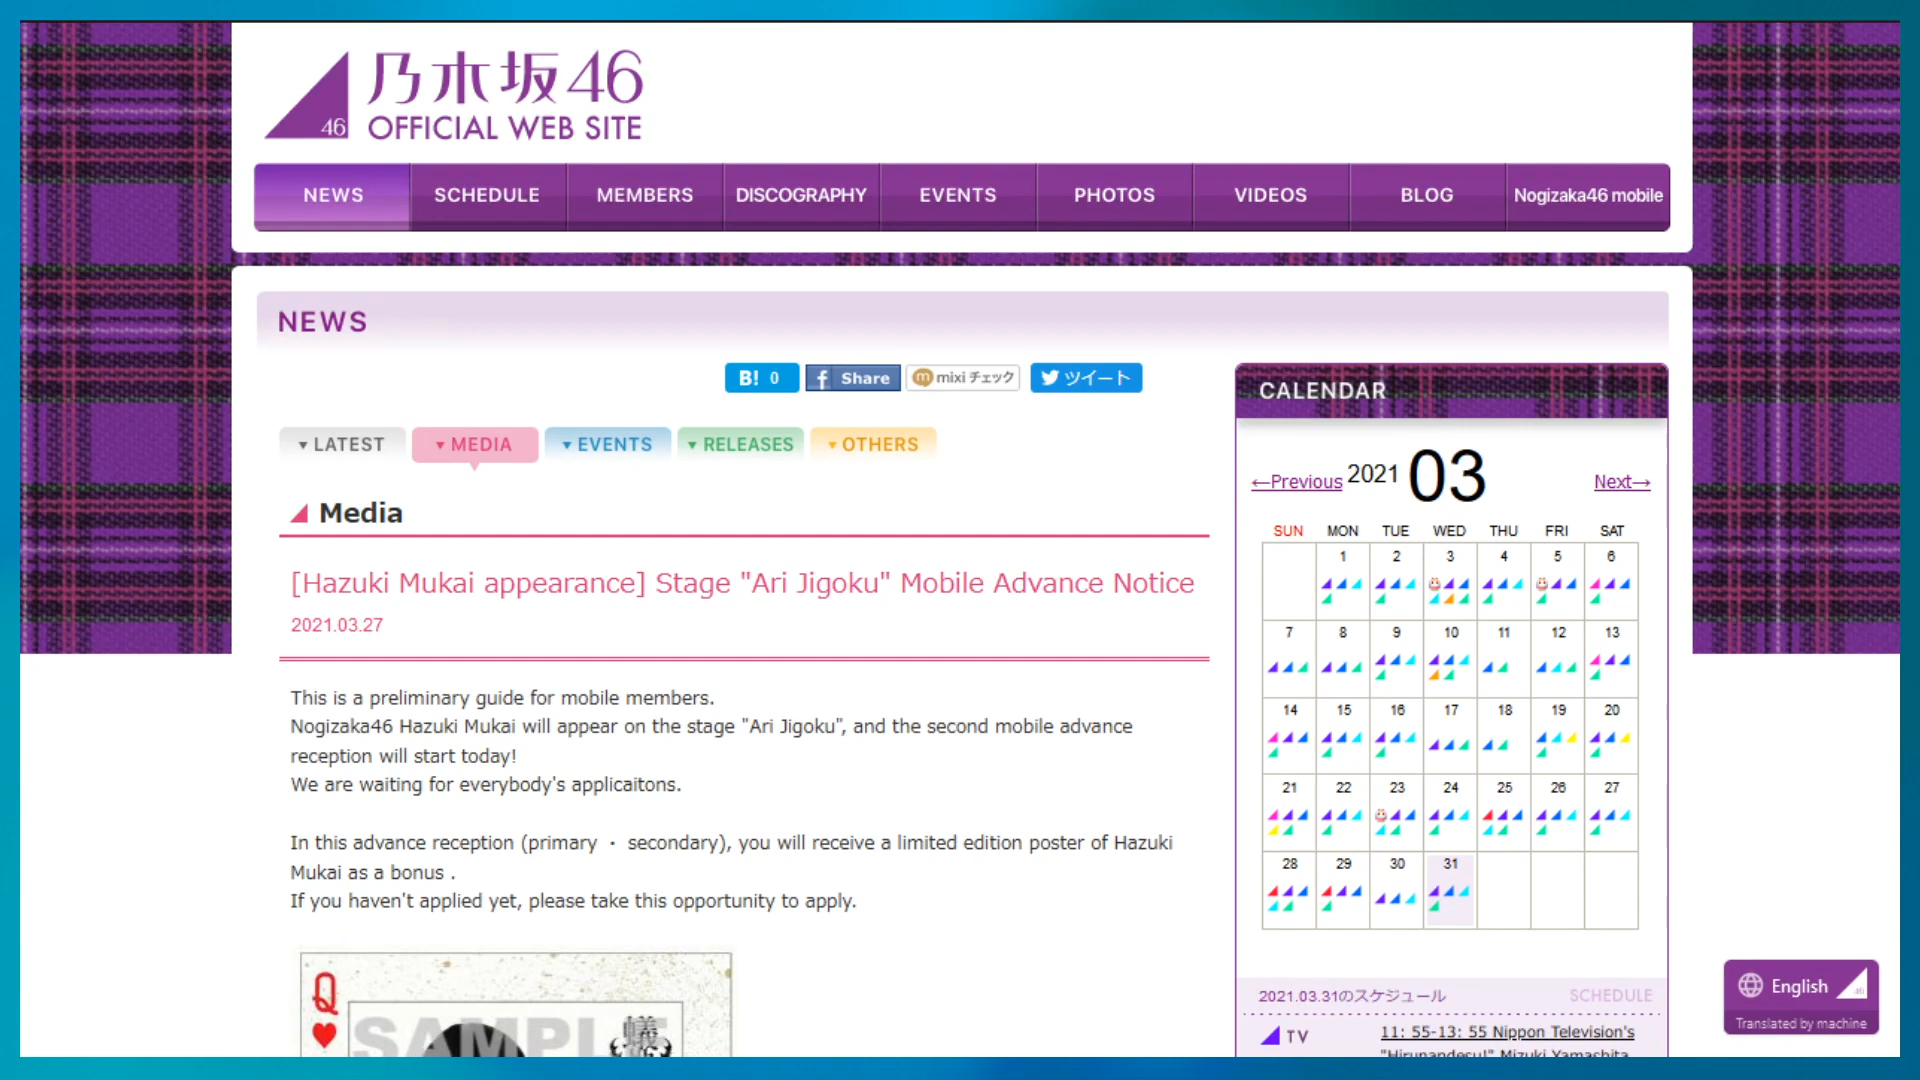 乃木坂46
46
OFFICIAL WEB SITE
NEWS SCHEDULE MEMBERS DISCOGRAPHY EVENTS PHOTOS VIDEOS BLOG Nogizaka46 mobile
NEWS
B! 0 f Share m mixi チェック ツイート
▼ LATEST ▼ MEDIA ▼ EVENTS ▼ RELEASES ▼ OTHERS
Media
[Hazuki Mukai appearance] Stage "Ari Jigoku" Mobile Advance Notice
2021.03.27
This is a preliminary guide for mobile members.
Nogizaka46 Hazuki Mukai will appear on the stage "Ari Jigoku", and the second mobile advance
reception will start today!
We are waiting for everybody's applicaitons.
In this advance reception (primary ・ secondary), you will receive a limited edition poster of Hazuki
Mukai as a bonus .
If you haven't applied yet, please take this opportunity to apply.
Q
SAMPLE
蟻
CALENDAR
←Previous 2021 03 Next→
SUN MON TUE WED THU FRI SAT
1 2 3 4 5 6
7 8 9 10 11 12 13
14 15 16 17 18 19 20
21 22 23 24 25 26 27
28 29 30 31
2021.03.31のスケジュール SCHEDULE
TV 11: 55-13: 55 Nippon Television's
"Hirunandesu!" Mizuki Yamashita
English 46
Translated by machine